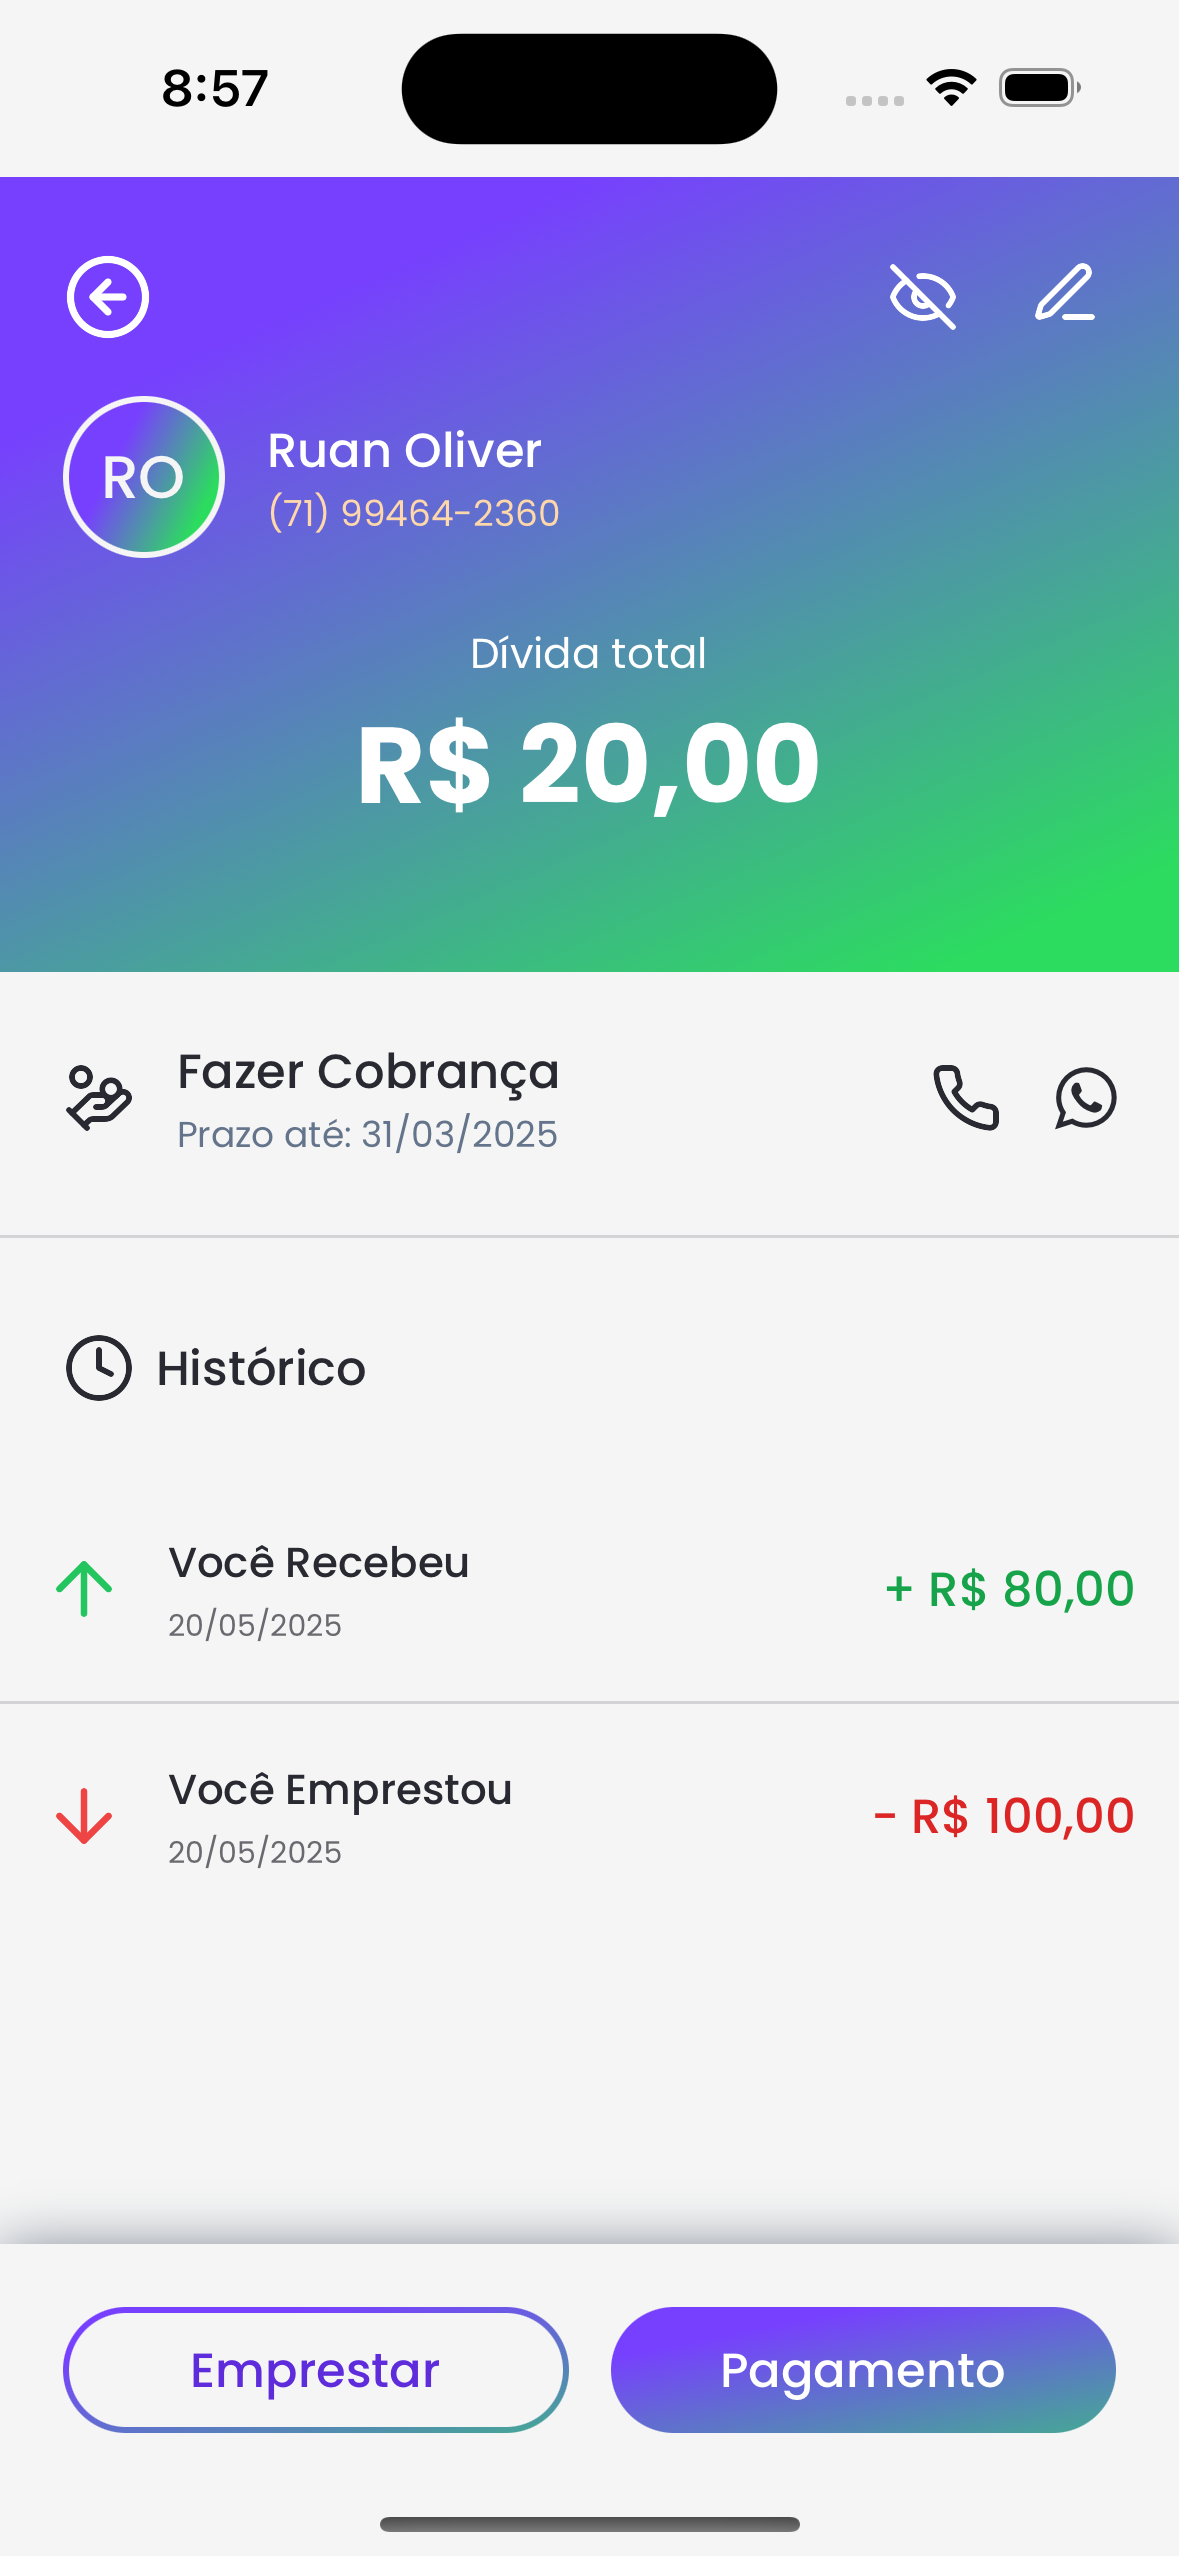 8:57
RO
Ruan Oliver
(71) 99464-2360
Dívida total
R$ 20,00
Fazer Cobrança
Prazo até: 31/03/2025
Histórico
Você Recebeu
20/05/2025
+ R$ 80,00
Você Emprestou
20/05/2025
- R$ 100,00
Emprestar
Pagamento